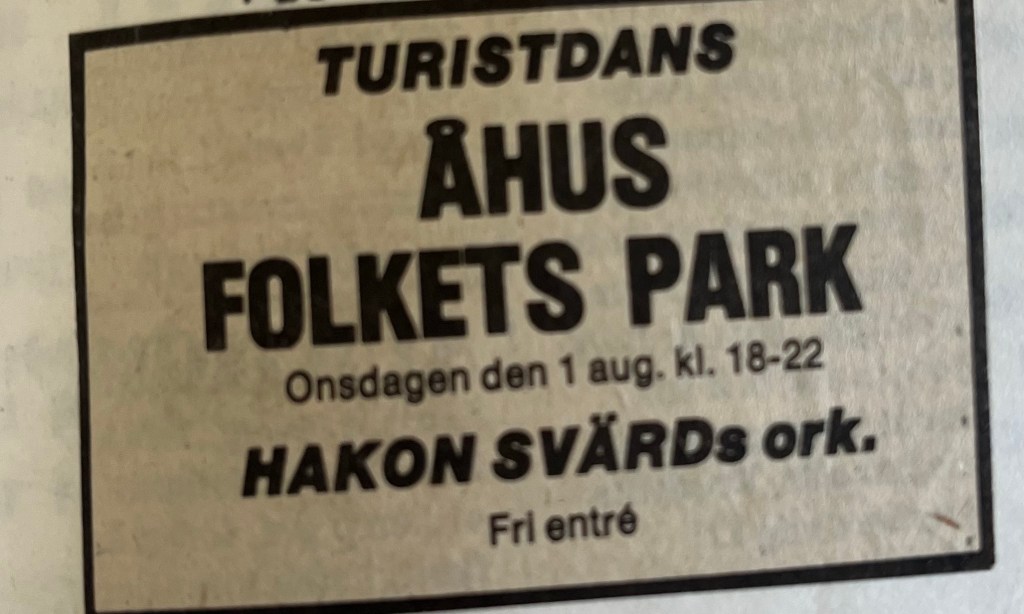 TURISTDANS
ÅHUS
FOLKETS PARK
Onsdagen den 1 aug. kl. 18-22
HAKON SVÄRDs ork.
Fri entré